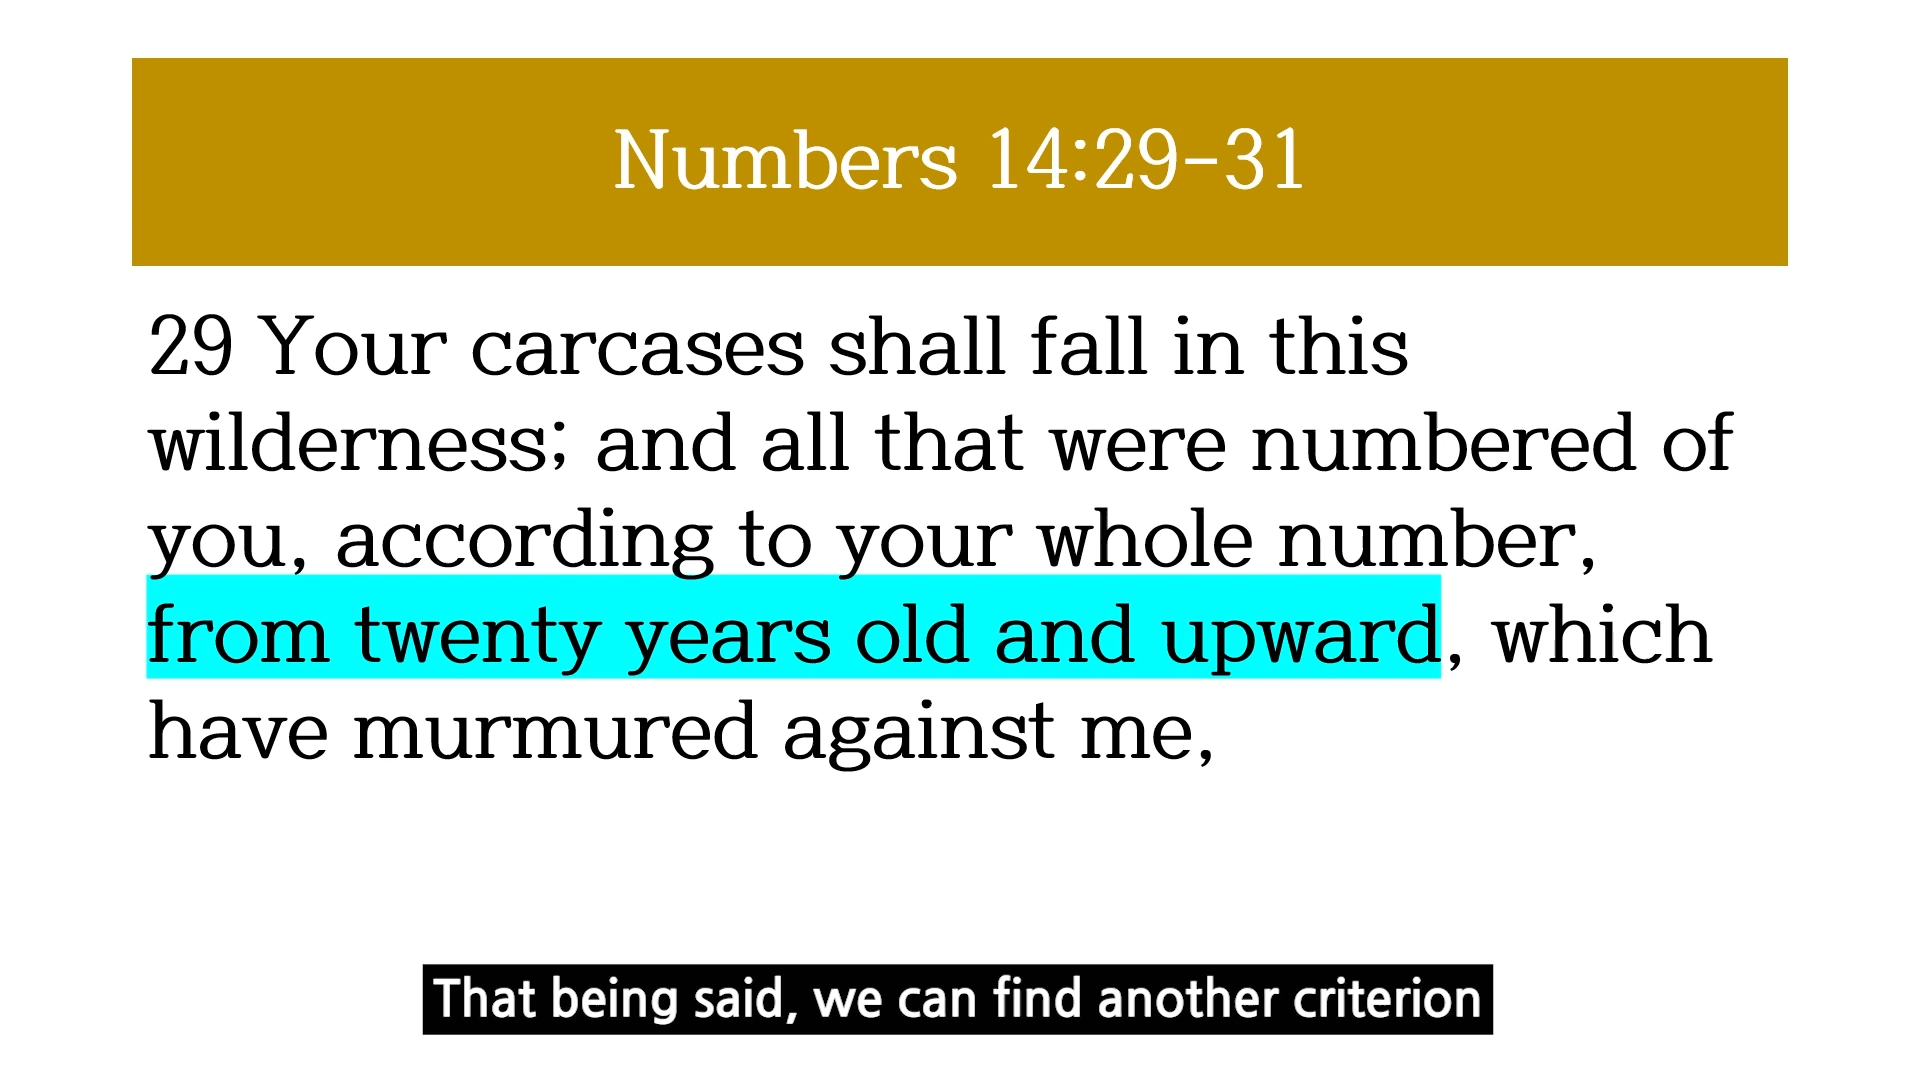 Numbers 14:29-31
29 Your carcases shall fall in this
wilderness; and all that were numbered of
you, according to your whole number,
from twenty years old and upward, which
have murmured against me,
That being said, we can find another criterion